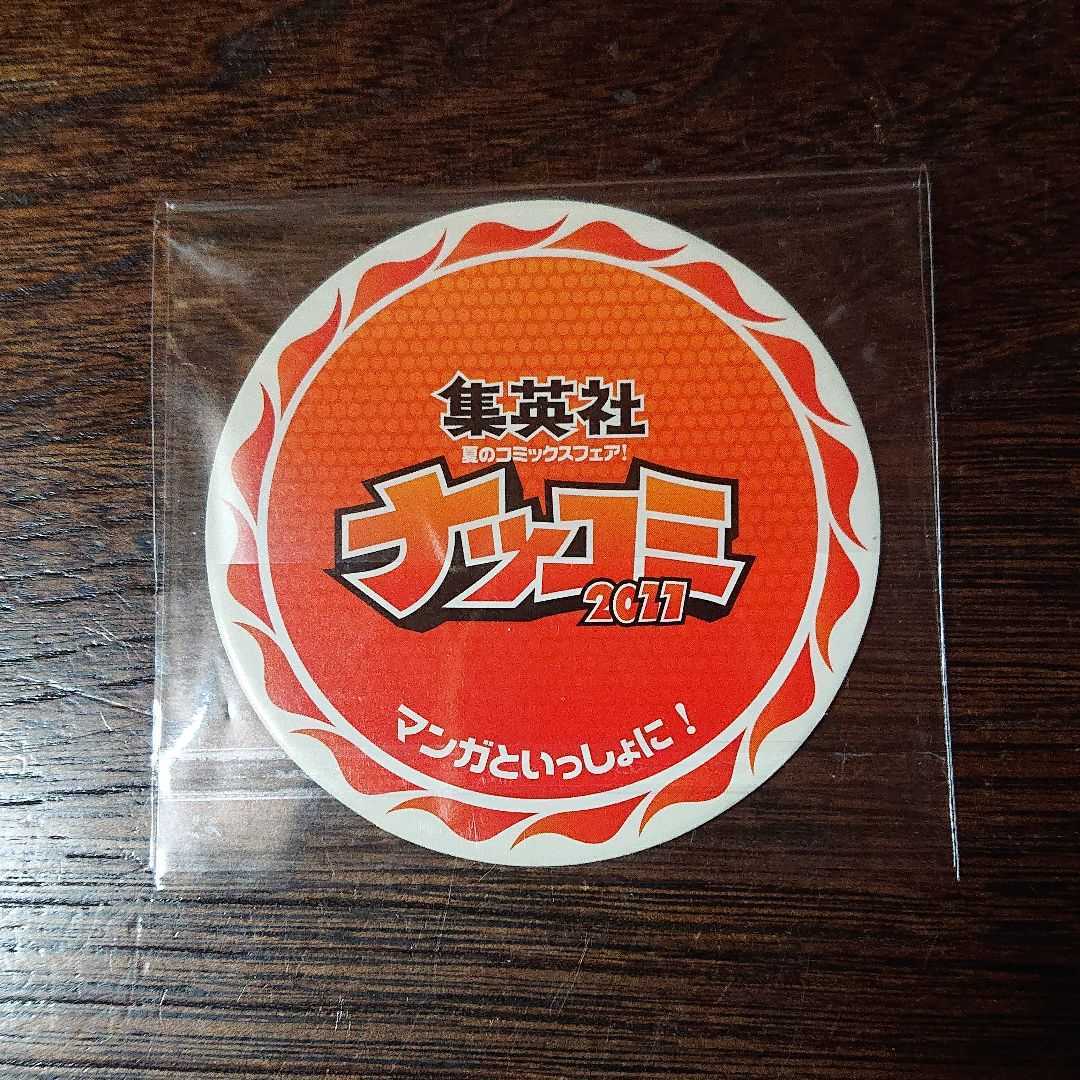 集英社
夏のコミックスフェア!
ナツコミ
2011
マンガといっしょに!